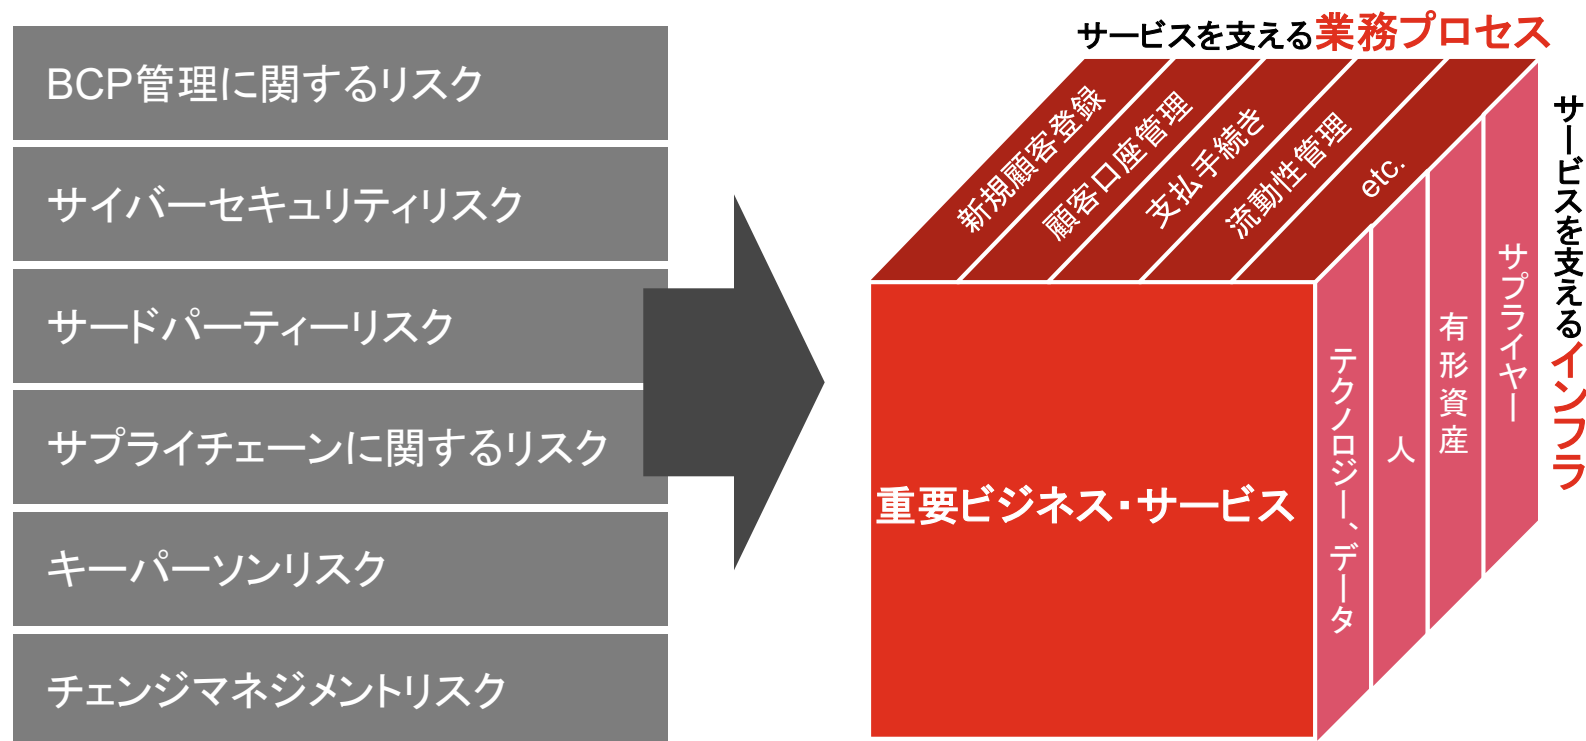 BCP管理に関するリスク
サイバーセキュリティリスク
サードパーティーリスク
サプライチェーンに関するリスク
キーパーソンリスク
チェンジマネジメントリスク
サービスを支える業務プロセス
新規顧客登録
顧客口座管理
支払手続き
流動性管理
etc.
重要ビジネス・サービス
テクノロジー、データ
人
有形資産
サプライヤー
サービスを支えるインフラ